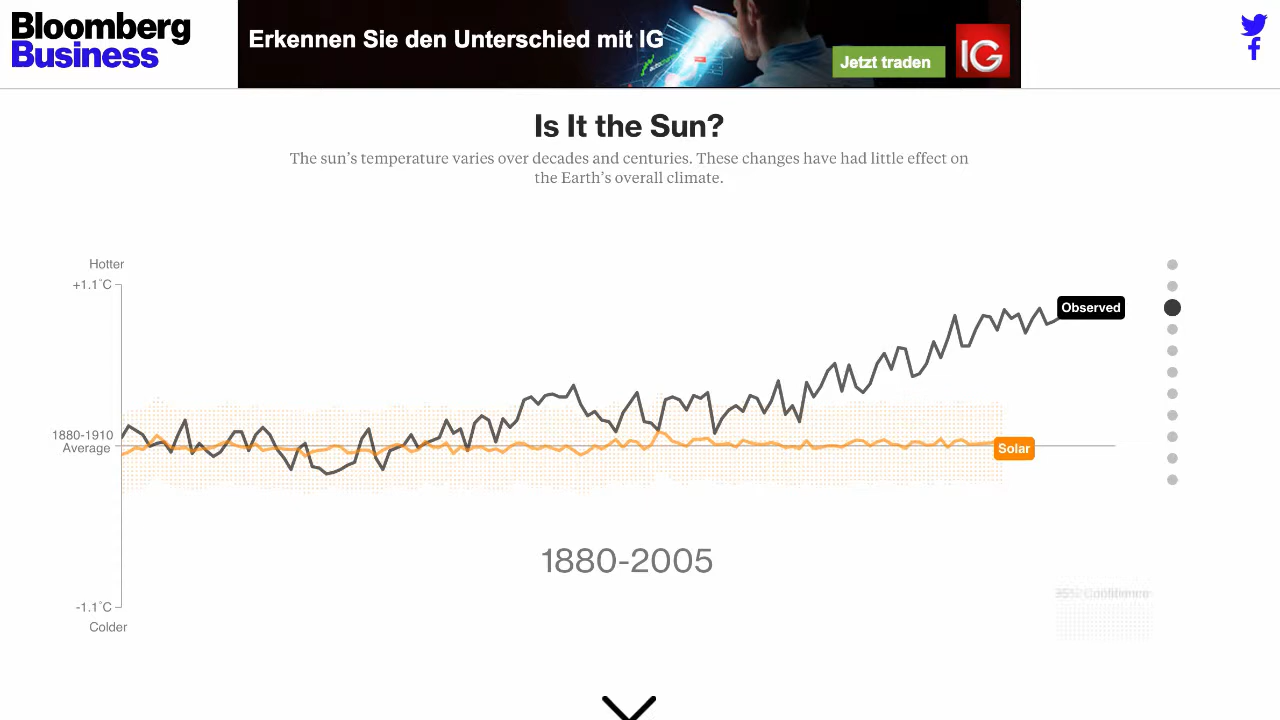 Bloomberg
Business
Erkennen Sie den Unterschied mit IG
Jetzt traden
IG
Is It the Sun?
The sun's temperature varies over decades and centuries. These changes have had little effect on
the Earth's overall climate.
Hotter
+1.1°C
Observed
1880-1910
Average
Solar
1880-2005
-1.1°C
Colder